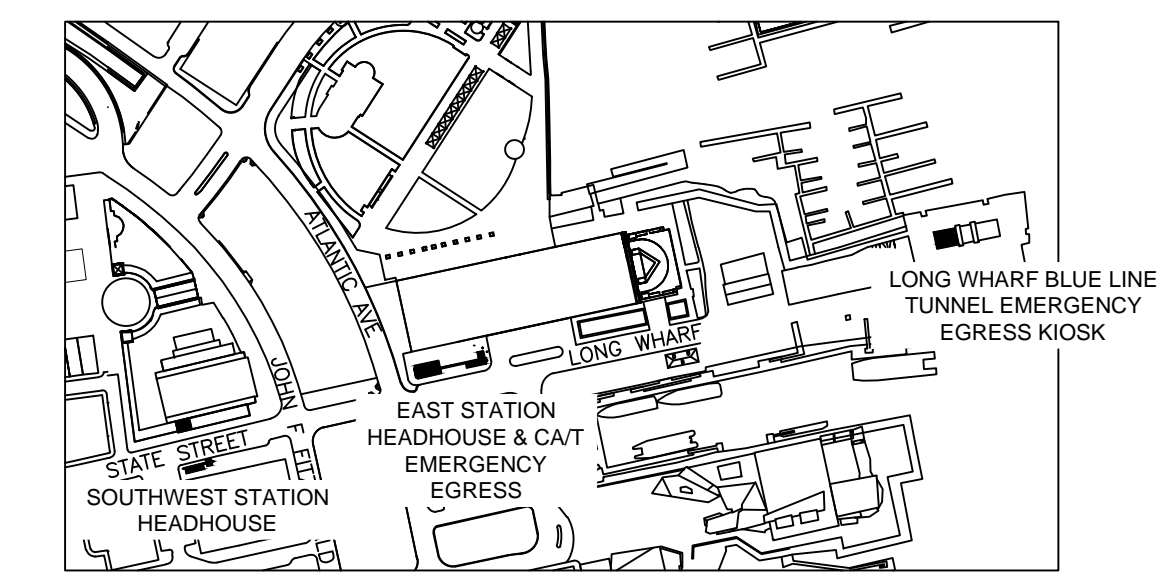 ATLANTIC AVE
LONG WHARF BLUE LINE
TUNNEL EMERGENCY
EGRESS KIOSK
LONG WHARF
JOHN F
EAST STATION
HEADHOUSE & CA/T
EMERGENCY
EGRESS
STATE STREET
SOUTHWEST STATION
HEADHOUSE